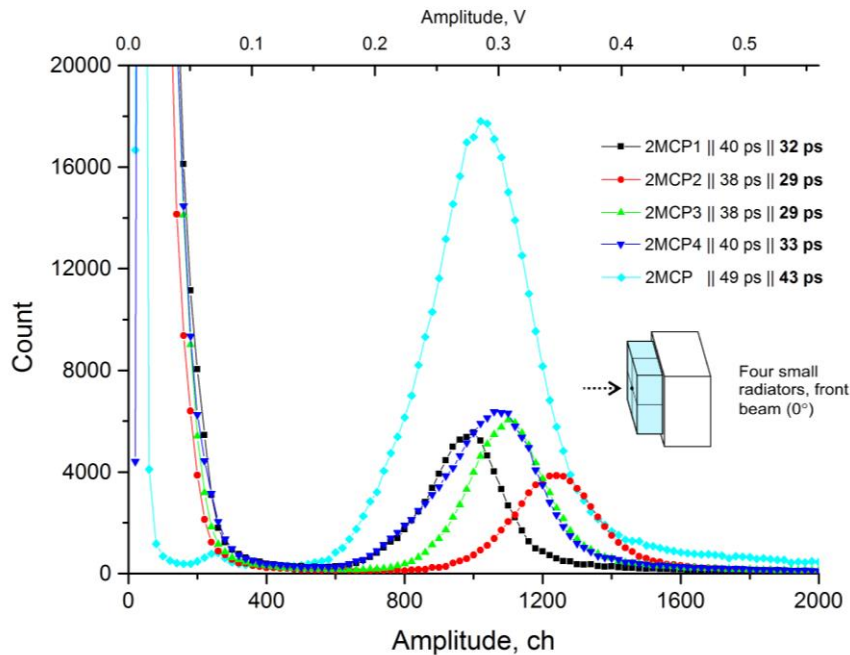 Amplitude, V
0.0 0.1 0.2 0.3 0.4 0.5
20000
16000
12000
8000
4000
0
Count
2MCP1 || 40 ps || 32 ps
2MCP2 || 38 ps || 29 ps
2MCP3 || 38 ps || 29 ps
2MCP4 || 40 ps || 33 ps
2MCP || 49 ps || 43 ps
Four small
radiators, front
beam (0°)
0 400 800 1200 1600 2000
Amplitude, ch